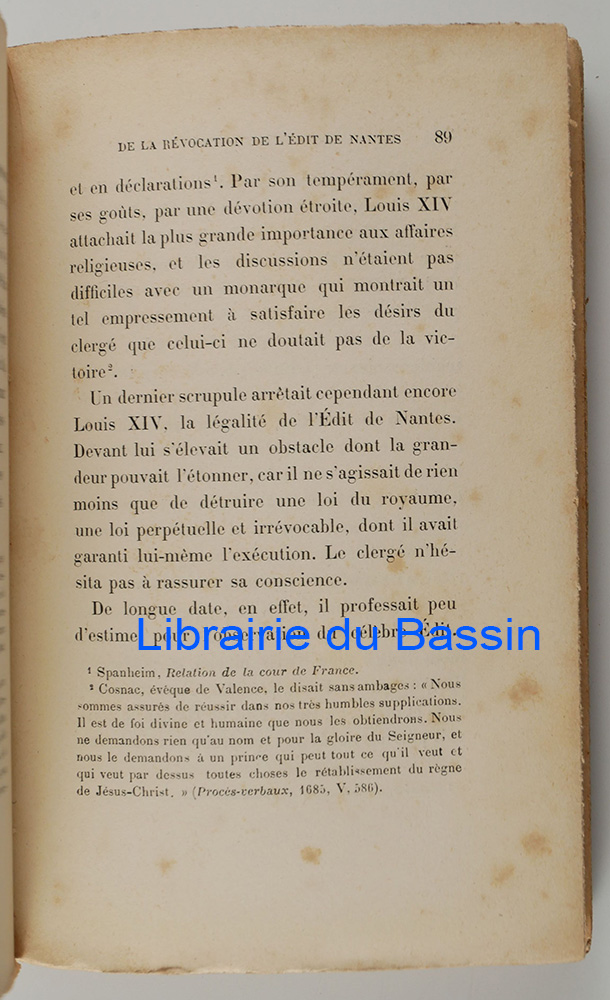 DE LA RÉVOCATION DE L'ÉDIT DE NANTES 89
et en déclarations¹. Par son tempérament, par
ses goûts, par une dévotion étroite, Louis XIV
attachait la plus grande importance aux affaires
religieuses, et les discussions n'étaient pas
difficiles avec un monarque qui montrait un
tel empressement à satisfaire les désirs du
clergé que celui-ci ne doutait pas de la vic-
toire².
Un dernier scrupule arrêtait cependant encore
Louis XIV, la légalité de l'Édit de Nantes.
Devant lui s'élevait un obstacle dont la gran-
deur pouvait l'étonner, car il ne s'agissait de rien
moins que de détruire une loi du royaume,
une loi perpétuelle et irrévocable, dont il avait
garanti lui-même l'exécution. Le clergé n'hé-
sita pas à rassurer sa conscience.
De longue date, en effet, il professait peu
d'estime pour l'observation du célèbre Édit.
Librairie du Bassin
¹ Spanheim, Relation de la cour de France.
² Cosnac, évêque de Valence, le disait sans ambages : « Nous
sommes assurés de réussir dans nos très humbles supplications.
Il est de foi divine et humaine que nous les obtiendrons. Nous
ne demandons rien qu'au nom et pour la gloire du Seigneur, et
nous le demandons à un prince qui peut tout ce qu'il veut et
qui veut par dessus toutes choses le rétablissement du règne
de Jésus-Christ. » (Procès-verbaux, 1685, V, 586).